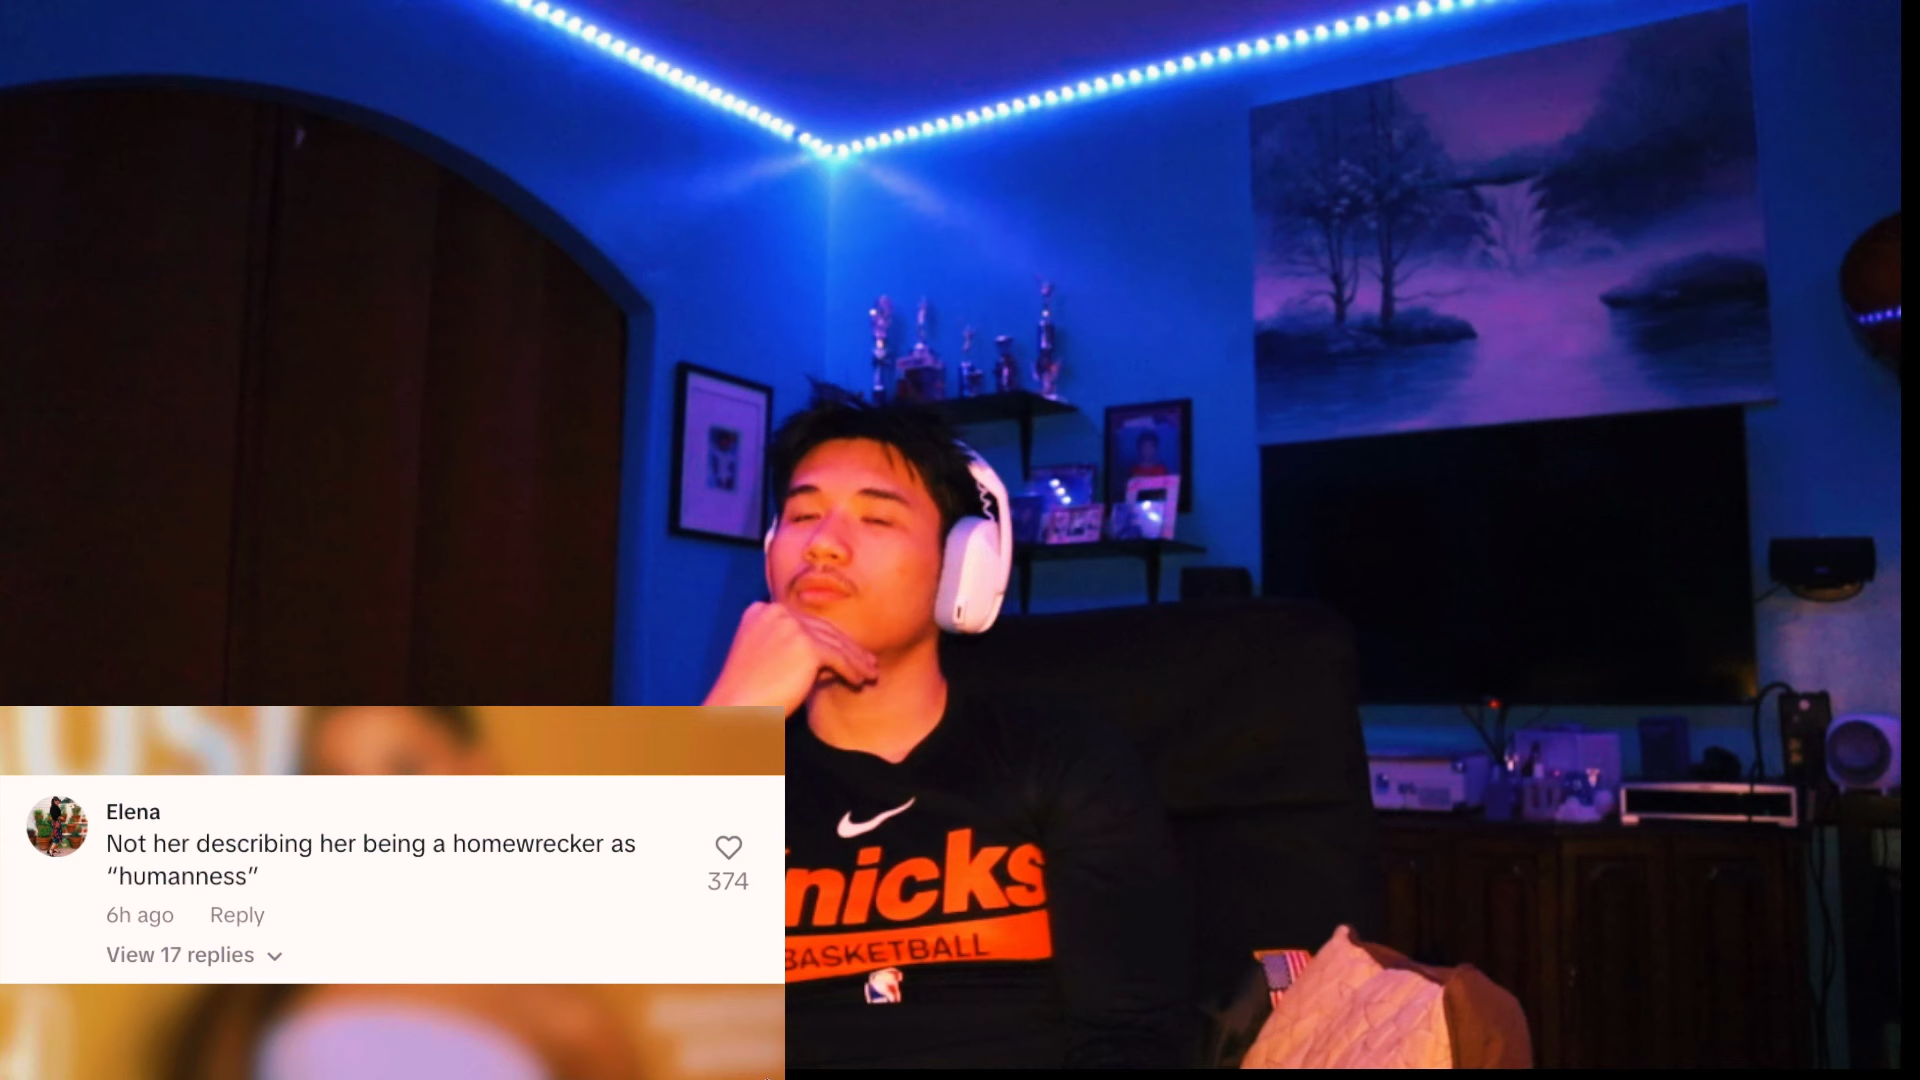 Elena
Not her describing her being a homewrecker as
“humanness”
374
6h ago Reply
View 17 replies
nicks
BASKETBALL